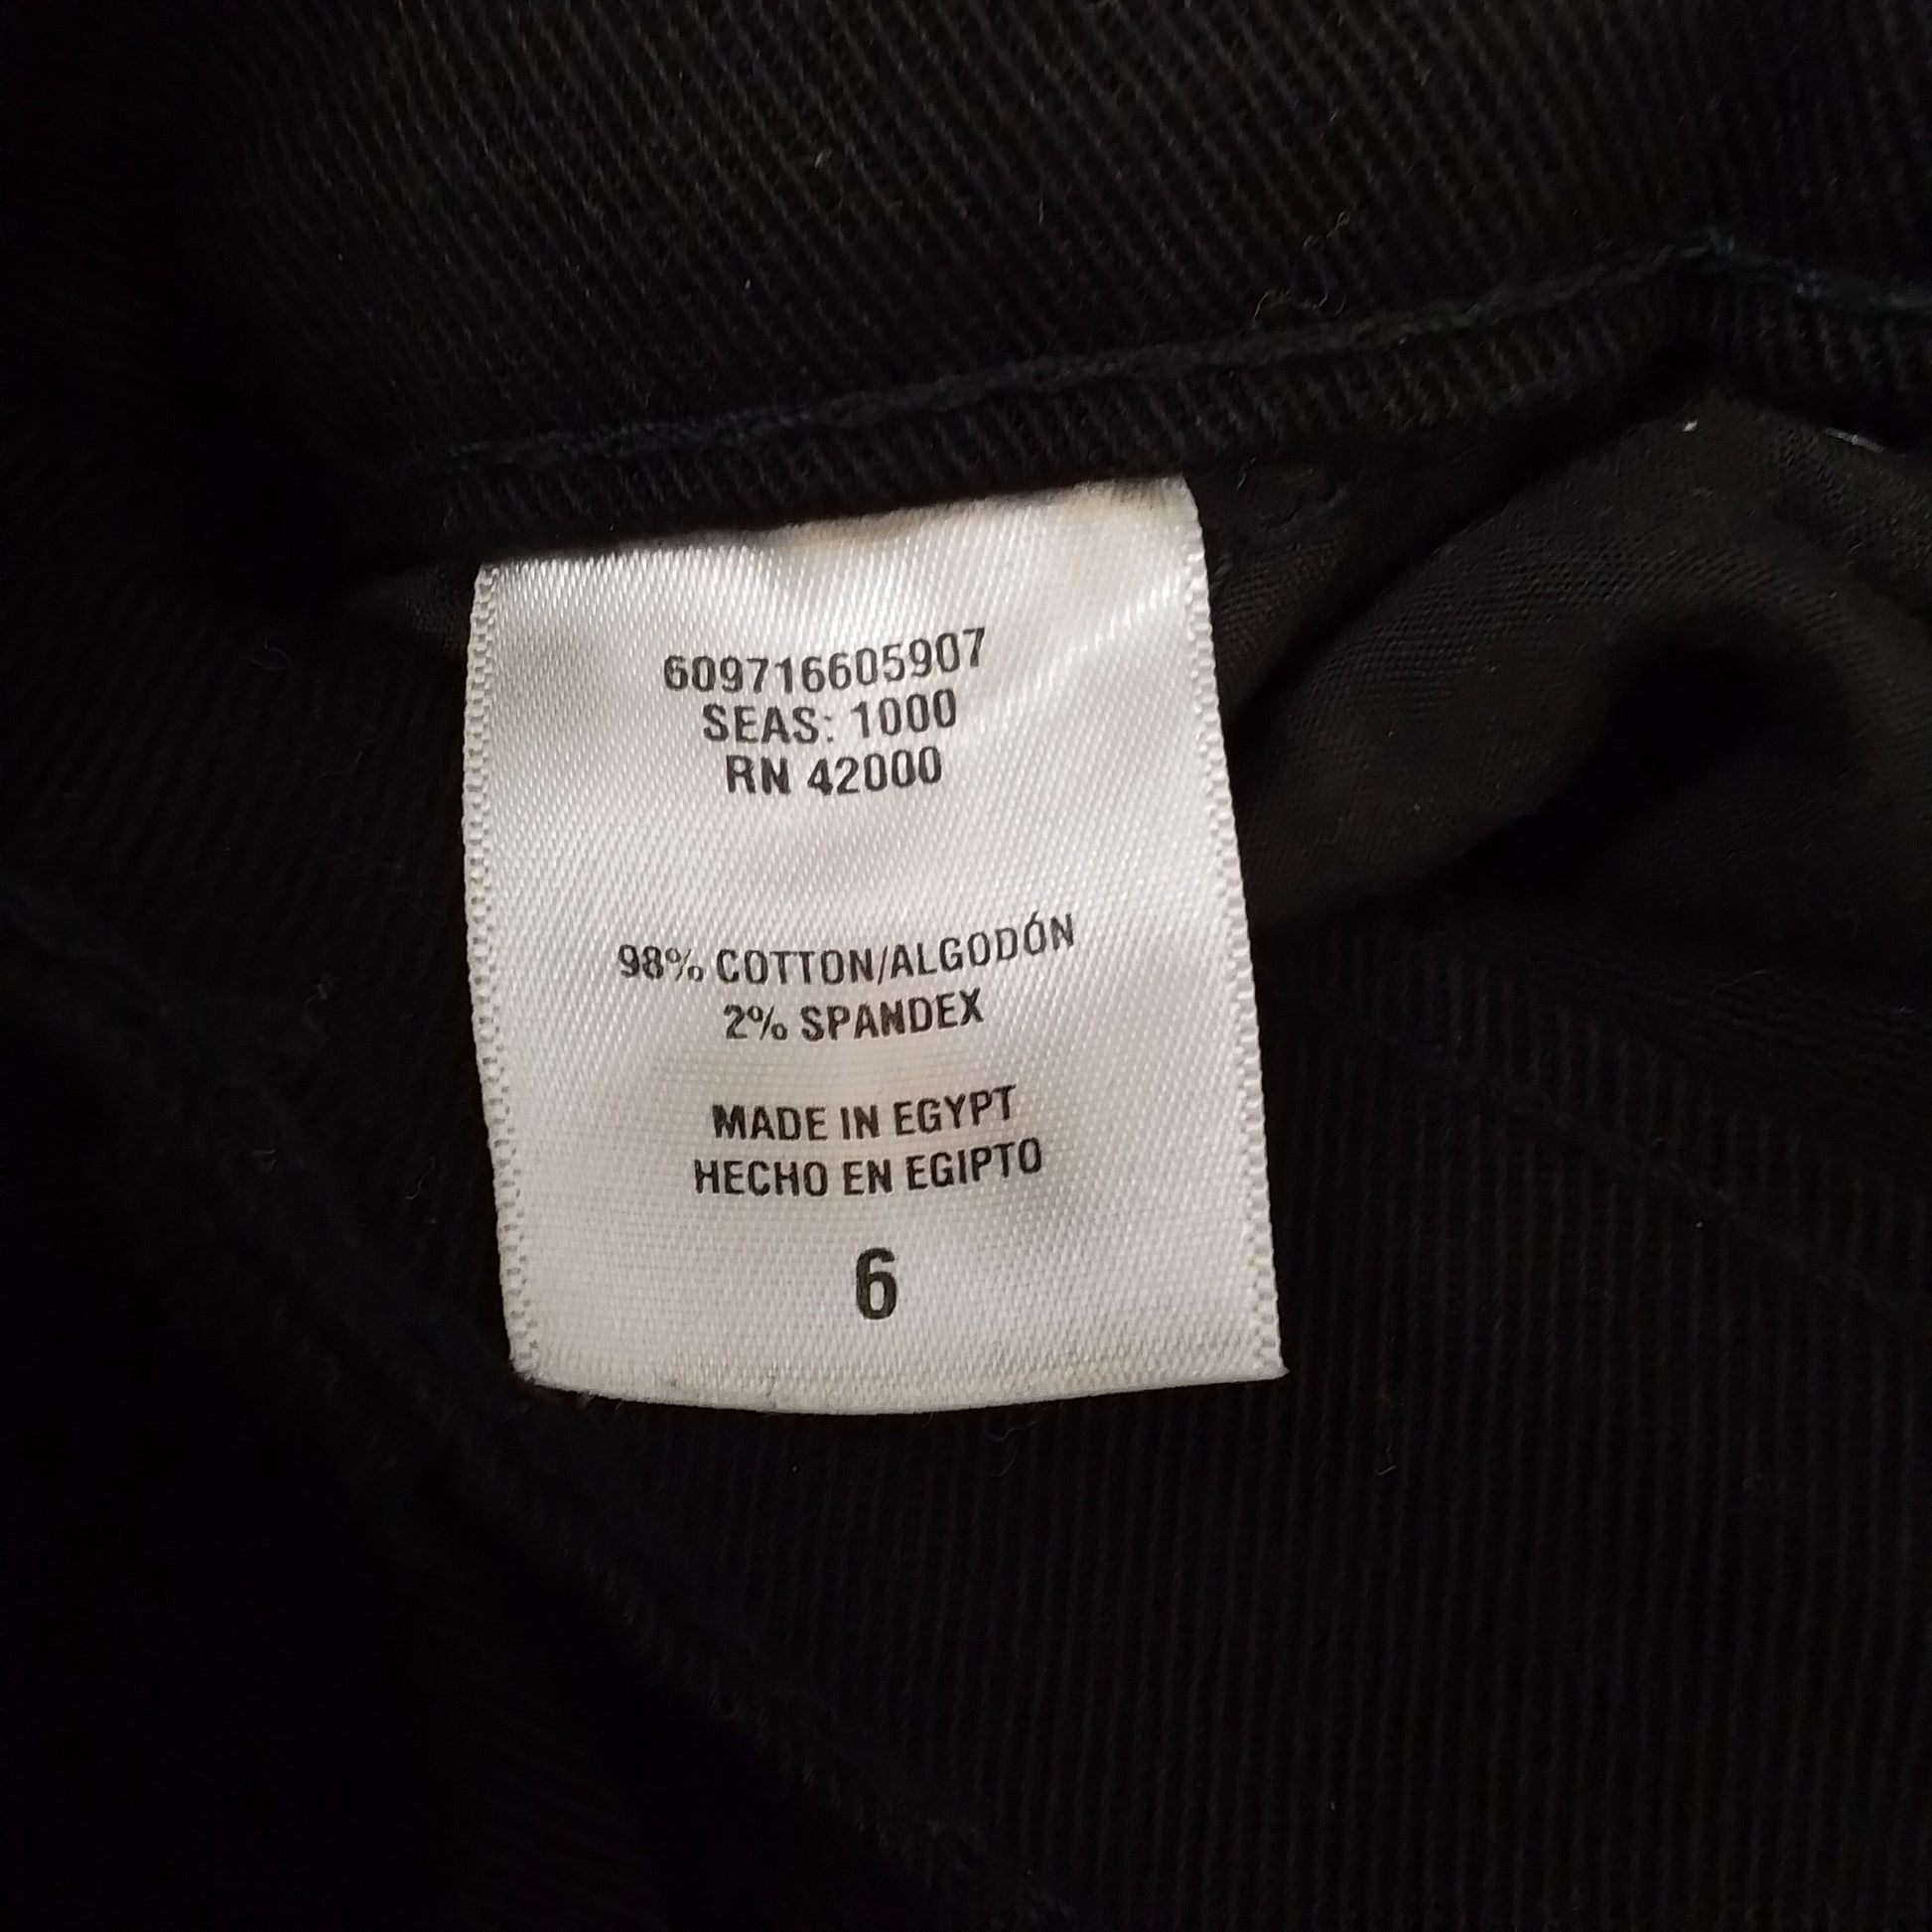 609716605907
SEAS: 1000
RN 42000
98% COTTON/ALGODÓN
2% SPANDEX
MADE IN EGYPT
HECHO EN EGIPTO
6